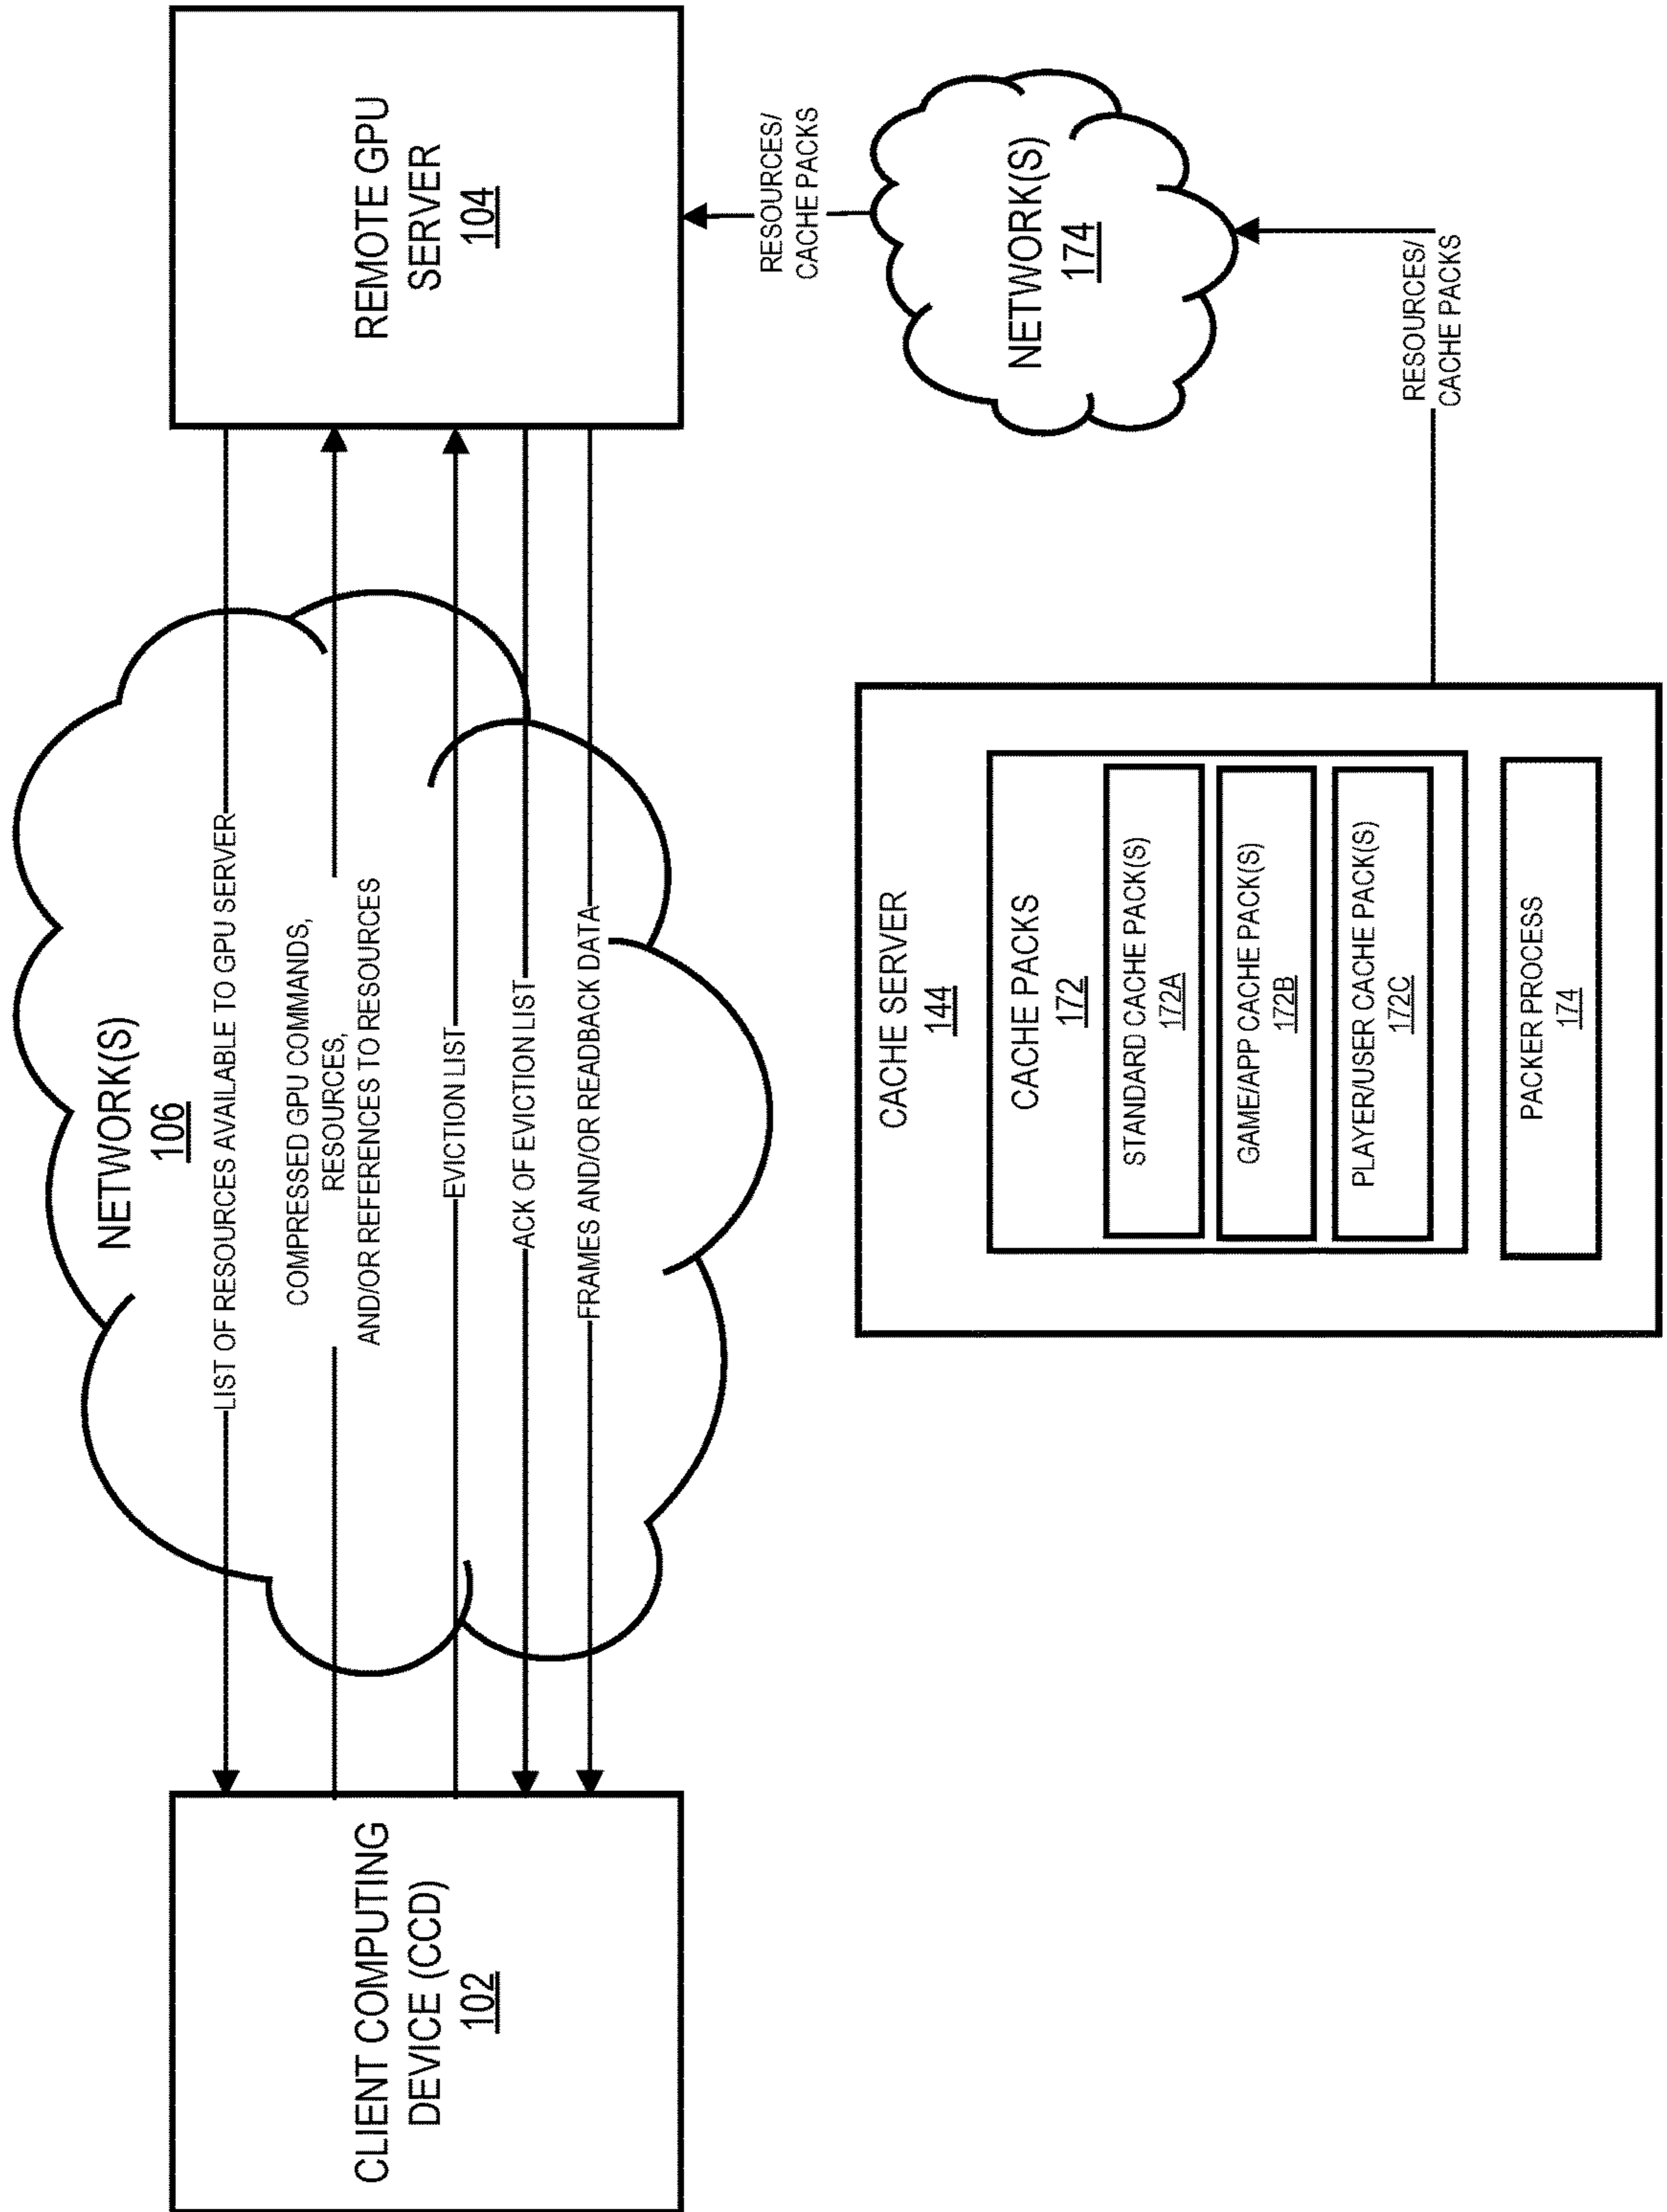 CLIENT COMPUTING
DEVICE (CCD)
102
NETWORK(S)
106
LIST OF RESOURCES AVAILABLE TO GPU SERVER
COMPRESSED GPU COMMANDS,
RESOURCES,
AND/OR REFERENCES TO RESOURCES
EVICTION LIST
ACK OF EVICTION LIST
FRAMES AND/OR READBACK DATA
REMOTE GPU
SERVER
104
RESOURCES/
CACHE PACKS
NETWORK(S)
174
RESOURCES/
CACHE PACKS
CACHE SERVER
144
CACHE PACKS
172
STANDARD CACHE PACK(S)
172A
GAME/APP CACHE PACK(S)
172B
PLAYER/USER CACHE PACK(S)
172C
PACKER PROCESS
174